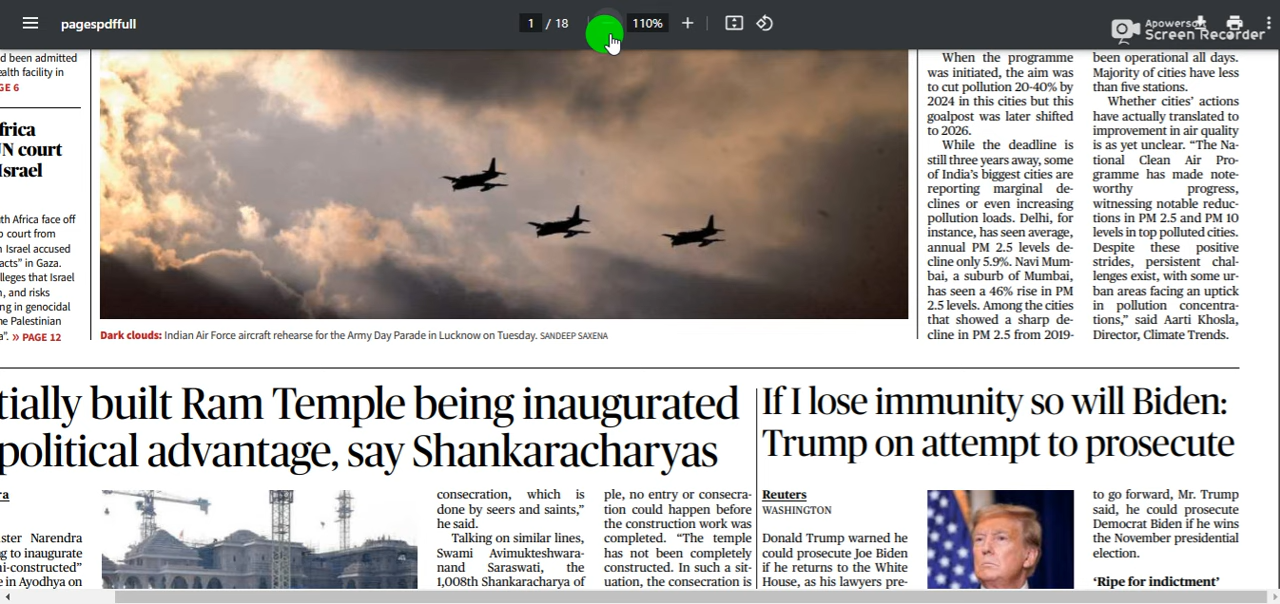 pagespdffull
1 / 18
110%
Apowersoft
Screen Recorder
d been admitted
ealth facility in
GE 6
frica
N court
Israel
th Africa face off
p court from
n Israel accused
acts” in Gaza.
lleges that Israel
n, and risks
ng in genocidal
he Palestinian
a”. » PAGE 12
Dark clouds: Indian Air Force aircraft rehearse for the Army Day Parade in Lucknow on Tuesday. SANDEEP SAXENA
When the programme
was initiated, the aim was
to cut pollution 20-40% by
2024 in this cities but this
goalpost was later shifted
to 2026.
While the deadline is
still three years away, some
of India’s biggest cities are
reporting marginal de-
clines or even increasing
pollution loads. Delhi, for
instance, has seen average,
annual PM 2.5 levels de-
cline only 5.9%. Navi Mum-
bai, a suburb of Mumbai,
has seen a 46% rise in PM
2.5 levels. Among the cities
that showed a sharp de-
cline in PM 2.5 from 2019-
been operational all days.
Majority of cities have less
than five stations.
Whether cities’ actions
have actually translated to
improvement in air quality
is as yet unclear. “The Na-
tional Clean Air Pro-
gramme has made note-
worthy progress,
witnessing notable reduc-
tions in PM 2.5 and PM 10
levels in top polluted cities.
Despite these positive
strides, persistent chal-
lenges exist, with some ur-
ban areas facing an uptick
in pollution concentra-
tions,” said Aarti Khosla,
Director, Climate Trends.
tially built Ram Temple being inaugurated
political advantage, say Shankaracharyas
ra
ister Narendra
g to inaugurate
ni-constructed”
e in Ayodhya on
consecration, which is
done by seers and saints,”
he said.
Talking on similar lines,
Swami Avimukteshwara-
nand Saraswati, the
1,008th Shankaracharya of
ple, no entry or consecra-
tion could happen before
the construction work was
completed. “The temple
has not been completely
constructed. In such a sit-
uation, the consecration is
If I lose immunity so will Biden:
Trump on attempt to prosecute
Reuters
WASHINGTON
Donald Trump warned he
could prosecute Joe Biden
if he returns to the White
House, as his lawyers pre-
to go forward, Mr. Trump
said, he could prosecute
Democrat Biden if he wins
the November presidential
election.
‘Ripe for indictment’